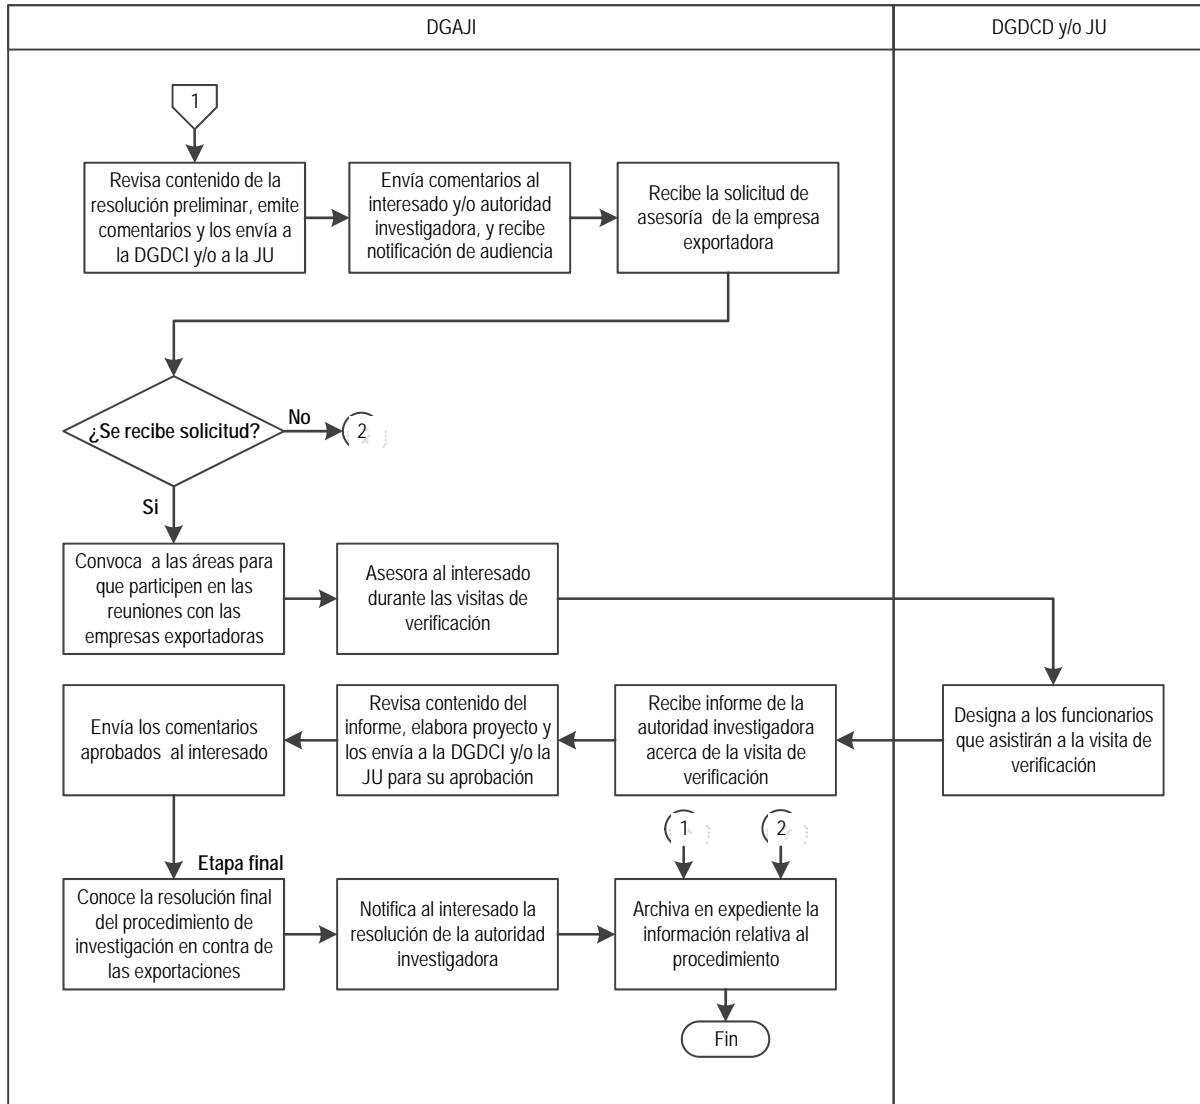 DGAJI
DGDCD y/o JU
1
Revisa contenido de la
resolución preliminar, emite
comentarios y los envía a
la DGDCI y/o a la JU
Envía comentarios al
interesado y/o autoridad
investigadora, y recibe
notificación de audiencia
Recibe la solicitud de
asesoría de la empresa
exportadora
¿Se recibe solicitud?
No
2
Si
Convoca a las áreas para
que participen en las
reuniones con las
empresas exportadoras
Asesora al interesado
durante las visitas de
verificación
Designa a los funcionarios
que asistirán a la visita de
verificación
Recibe informe de la
autoridad investigadora
acerca de la visita de
verificación
Revisa contenido del
informe, elabora proyecto y
los envía a la DGDCI y/o la
JU para su aprobación
Envía los comentarios
aprobados al interesado
Etapa final
Conoce la resolución final
del procedimiento de
investigación en contra de
las exportaciones
Notifica al interesado la
resolución de la autoridad
investigadora
1
2
Archiva en expediente la
información relativa al
procedimiento
Fin